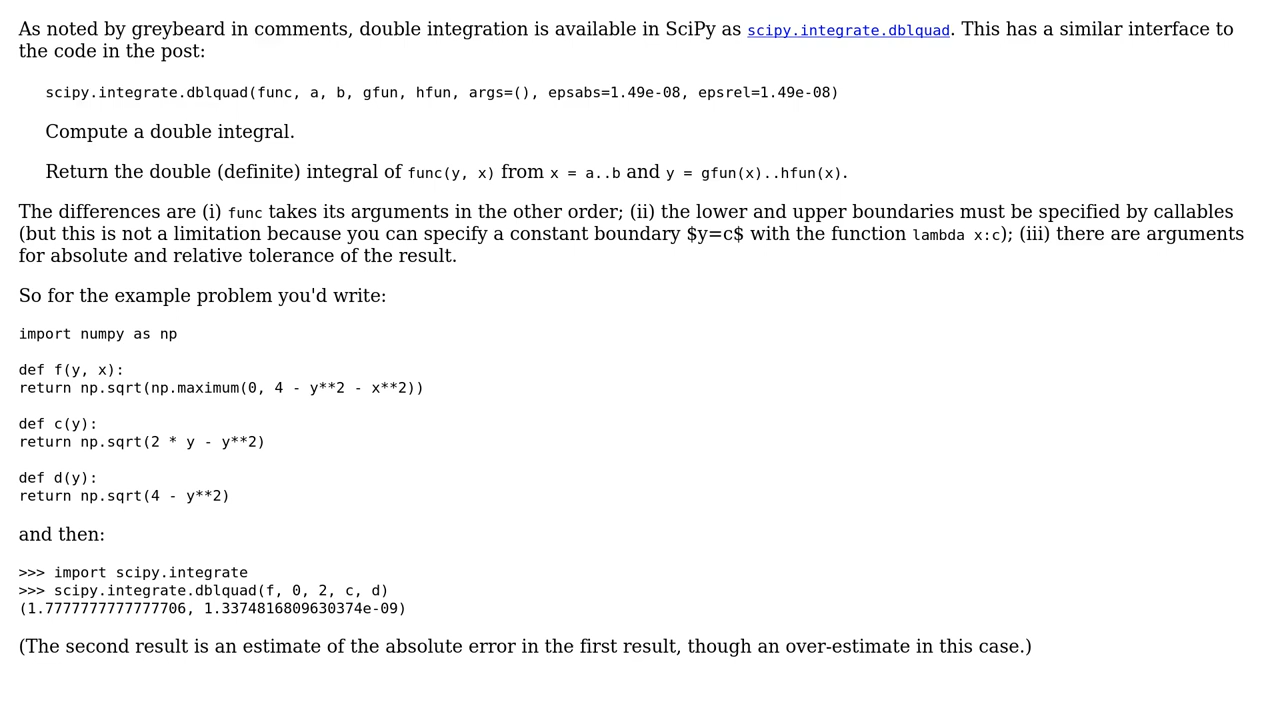 As noted by greybeard in comments, double integration is available in SciPy as scipy.integrate.dblquad. This has a similar interface to
the code in the post:
scipy.integrate.dblquad(func, a, b, gfun, hfun, args=(), epsabs=1.49e-08, epsrel=1.49e-08)
Compute a double integral.
Return the double (definite) integral of func(y, x) from x = a..b and y = gfun(x)..hfun(x).
The differences are (i) func takes its arguments in the other order; (ii) the lower and upper boundaries must be specified by callables
(but this is not a limitation because you can specify a constant boundary $y=c$ with the function lambda x:c); (iii) there are arguments
for absolute and relative tolerance of the result.
So for the example problem you'd write:
import numpy as np
def f(y, x):
return np.sqrt(np.maximum(0, 4 - y**2 - x**2))
def c(y):
return np.sqrt(2 * y - y**2)
def d(y):
return np.sqrt(4 - y**2)
and then:
>>> import scipy.integrate
>>> scipy.integrate.dblquad(f, 0, 2, c, d)
(1.7777777777777706, 1.3374816809630374e-09)
(The second result is an estimate of the absolute error in the first result, though an over-estimate in this case.)